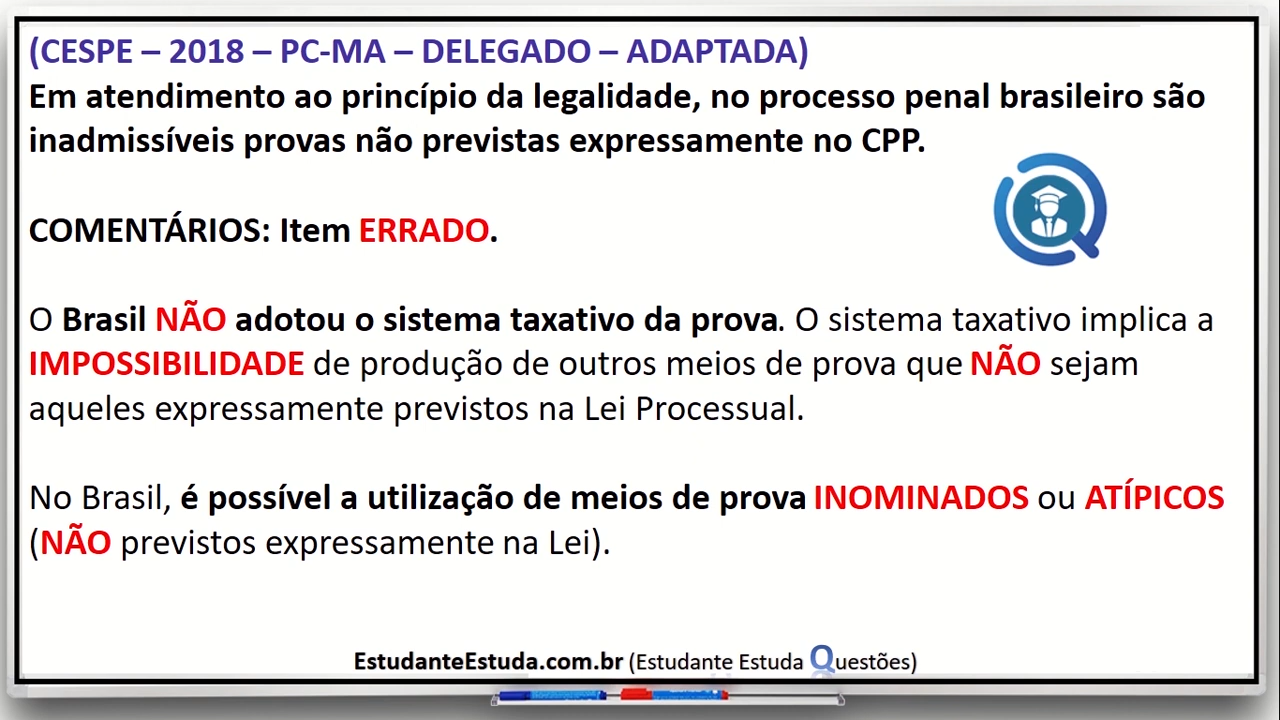 (CESPE – 2018 – PC-MA – DELEGADO – ADAPTADA)
Em atendimento ao princípio da legalidade, no processo penal brasileiro são
inadmissíveis provas não previstas expressamente no CPP.
COMENTÁRIOS: Item ERRADO.
O Brasil NÃO adotou o sistema taxativo da prova. O sistema taxativo implica a
IMPOSSIBILIDADE de produção de outros meios de prova que NÃO sejam
aqueles expressamente previstos na Lei Processual.
No Brasil, é possível a utilização de meios de prova INOMINADOS ou ATÍPICOS
(NÃO previstos expressamente na Lei).
EstudanteEstuda.com.br (Estudante Estuda Questões)